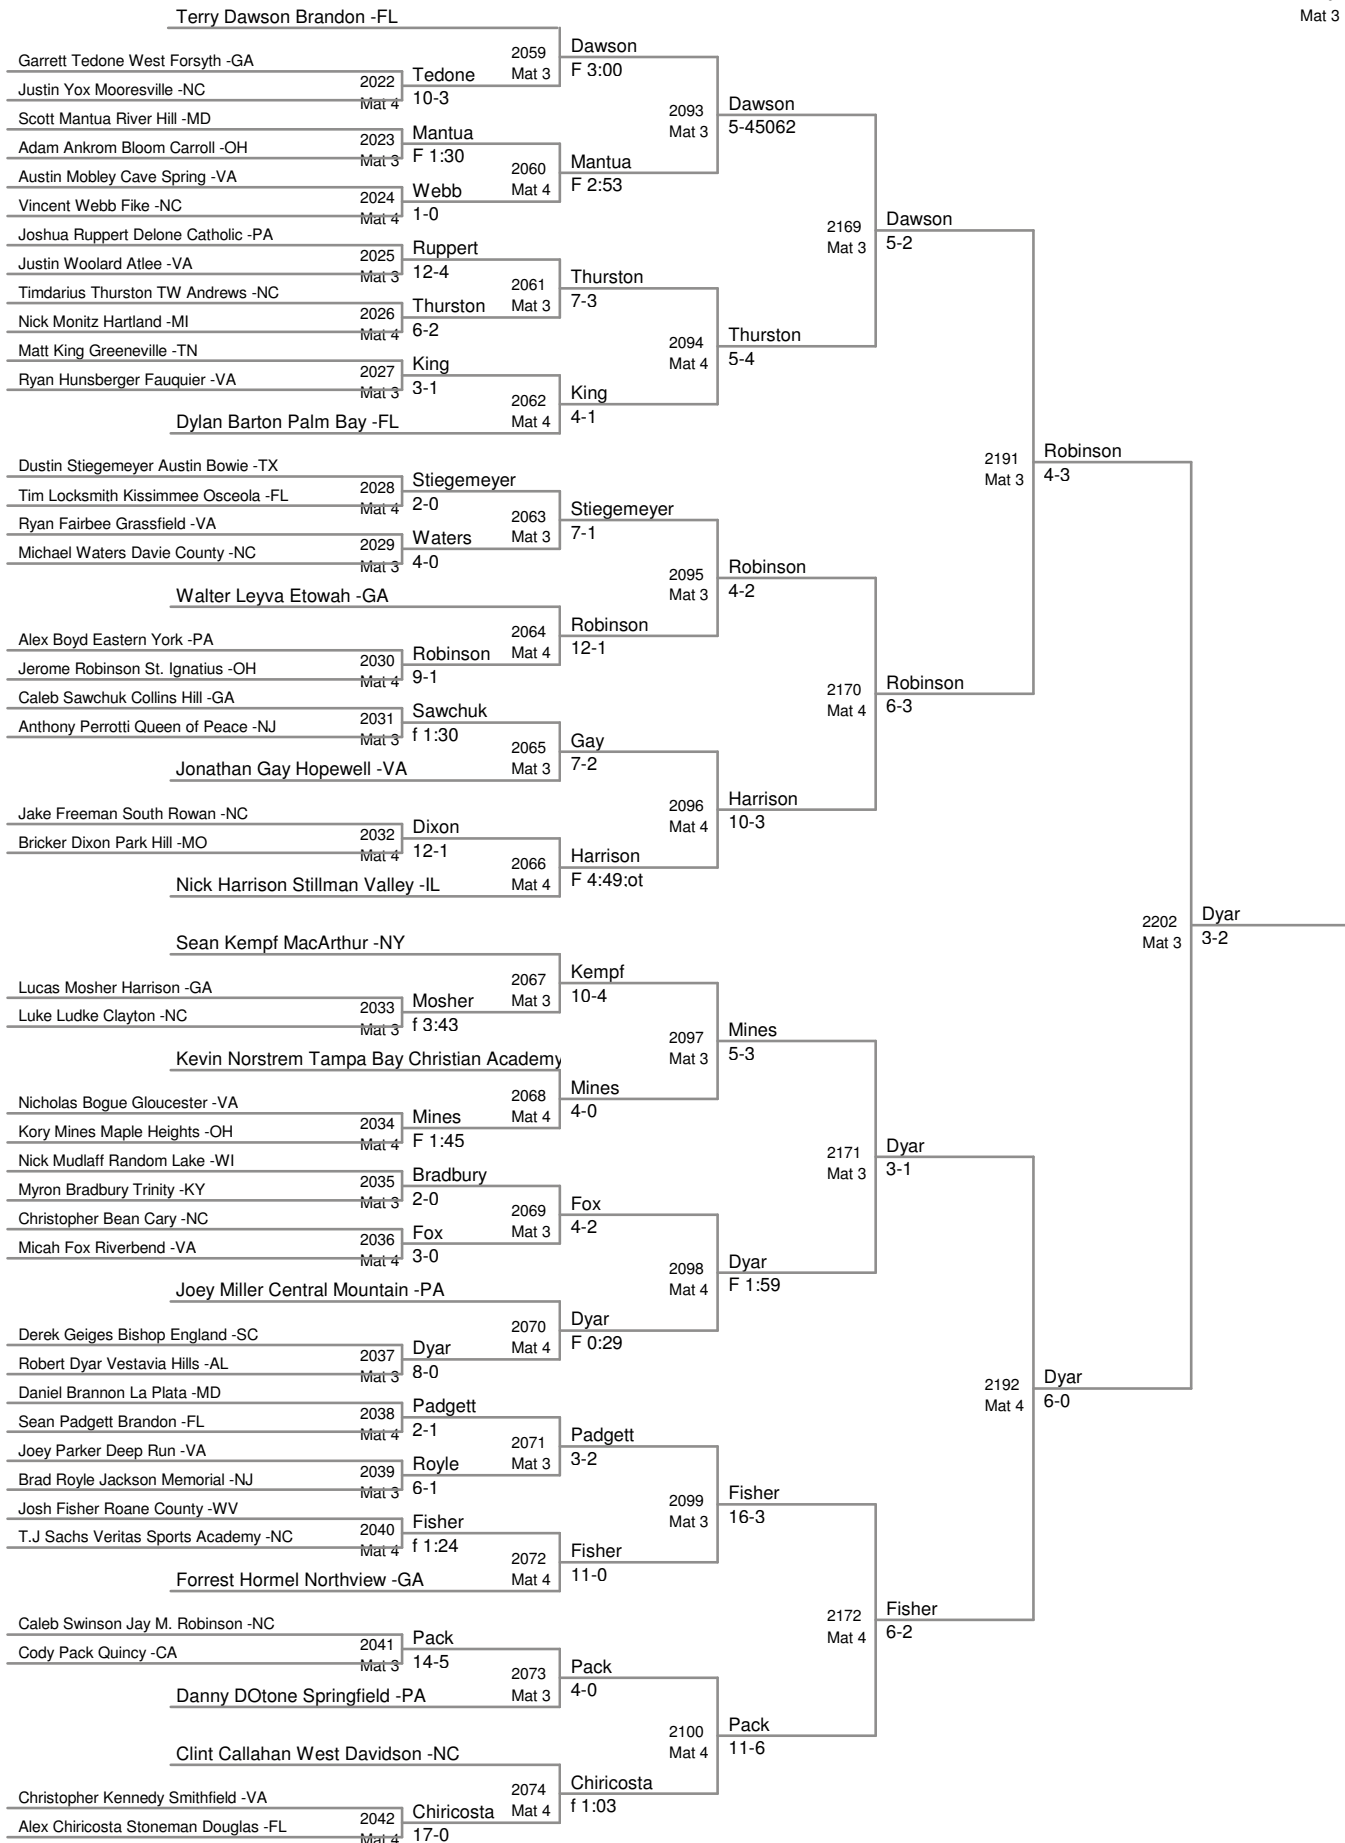 Mat 3
Terry Dawson Brandon -FL
2059
Mat 3
Dawson
F 3:00
Garrett Tedone West Forsyth -GA
Justin Yox Mooresville -NC
2022
Mat 4
Tedone
10-3
2093
Mat 3
Dawson
5-45062
Scott Mantua River Hill -MD
Adam Ankrom Bloom Carroll -OH
2023
Mat 3
Mantua
F 1:30
2060
Mat 4
Mantua
F 2:53
Austin Mobley Cave Spring -VA
Vincent Webb Fike -NC
2024
Mat 4
Webb
1-0
2169
Mat 3
Dawson
5-2
Joshua Ruppert Delone Catholic -PA
Justin Woolard Atlee -VA
2025
Mat 3
Ruppert
12-4
2061
Mat 3
Thurston
7-3
Timdarius Thurston TW Andrews -NC
Nick Monitz Hartland -MI
2026
Mat 4
Thurston
6-2
2094
Mat 4
Thurston
5-4
Matt King Greeneville -TN
Ryan Hunsberger Fauquier -VA
2027
Mat 3
King
3-1
2062
Mat 4
King
4-1
Dylan Barton Palm Bay -FL
2191
Mat 3
Robinson
4-3
Dustin Stiegemeyer Austin Bowie -TX
Tim Locksmith Kissimmee Osceola -FL
2028
Mat 4
Stiegemeyer
2-0
2063
Mat 3
Stiegemeyer
7-1
Ryan Fairbee Grassfield -VA
Michael Waters Davie County -NC
2029
Mat 3
Waters
4-0
2095
Mat 3
Robinson
4-2
Walter Leyva Etowah -GA
2064
Mat 4
Robinson
12-1
Alex Boyd Eastern York -PA
Jerome Robinson St. Ignatius -OH
2030
Mat 4
Robinson
9-1
2170
Mat 4
Robinson
6-3
Caleb Sawchuk Collins Hill -GA
Anthony Perrotti Queen of Peace -NJ
2031
Mat 3
Sawchuk
f 1:30
2065
Mat 3
Gay
7-2
Jonathan Gay Hopewell -VA
2096
Mat 4
Harrison
10-3
Jake Freeman South Rowan -NC
Bricker Dixon Park Hill -MO
2032
Mat 4
Dixon
12-1
2066
Mat 4
Harrison
F 4:49:ot
Nick Harrison Stillman Valley -IL
2202
Mat 3
Dyar
3-2
Sean Kempf MacArthur -NY
2067
Mat 3
Kempf
10-4
Lucas Mosher Harrison -GA
Luke Ludke Clayton -NC
2033
Mat 3
Mosher
f 3:43
2097
Mat 3
Mines
5-3
Kevin Norstrem Tampa Bay Christian Academy
2068
Mat 4
Mines
4-0
Nicholas Bogue Gloucester -VA
Kory Mines Maple Heights -OH
2034
Mat 4
Mines
F 1:45
2171
Mat 3
Dyar
3-1
Nick Mudlaff Random Lake -WI
Myron Bradbury Trinity -KY
2035
Mat 3
Bradbury
2-0
2069
Mat 3
Fox
4-2
Christopher Bean Cary -NC
Micah Fox Riverbend -VA
2036
Mat 4
Fox
3-0
2098
Mat 4
Dyar
F 1:59
Joey Miller Central Mountain -PA
2070
Mat 4
Dyar
F 0:29
Derek Geiges Bishop England -SC
Robert Dyar Vestavia Hills -AL
2037
Mat 3
Dyar
8-0
2192
Mat 4
Dyar
6-0
Daniel Brannon La Plata -MD
Sean Padgett Brandon -FL
2038
Mat 4
Padgett
2-1
2071
Mat 3
Padgett
3-2
Joey Parker Deep Run -VA
Brad Royle Jackson Memorial -NJ
2039
Mat 3
Royle
6-1
2099
Mat 3
Fisher
16-3
Josh Fisher Roane County -WV
T.J Sachs Veritas Sports Academy -NC
2040
Mat 4
Fisher
f 1:24
2072
Mat 4
Fisher
11-0
Forrest Hormel Northview -GA
2172
Mat 4
Fisher
6-2
Caleb Swinson Jay M. Robinson -NC
Cody Pack Quincy -CA
2041
Mat 3
Pack
14-5
2073
Mat 3
Pack
4-0
Danny DOtone Springfield -PA
2100
Mat 4
Pack
11-6
Clint Callahan West Davidson -NC
2074
Mat 4
Chiricosta
f 1:03
Christopher Kennedy Smithfield -VA
Alex Chiricosta Stoneman Douglas -FL
2042
Mat 4
Chiricosta
17-0